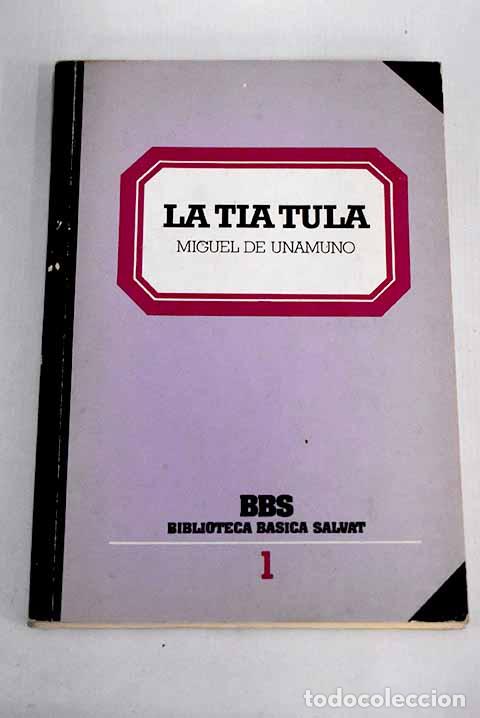 LA TIA TULA
MIGUEL DE UNAMUNO
BBS
BIBLIOTECA BASICA SALVAT
1
todocoleccion